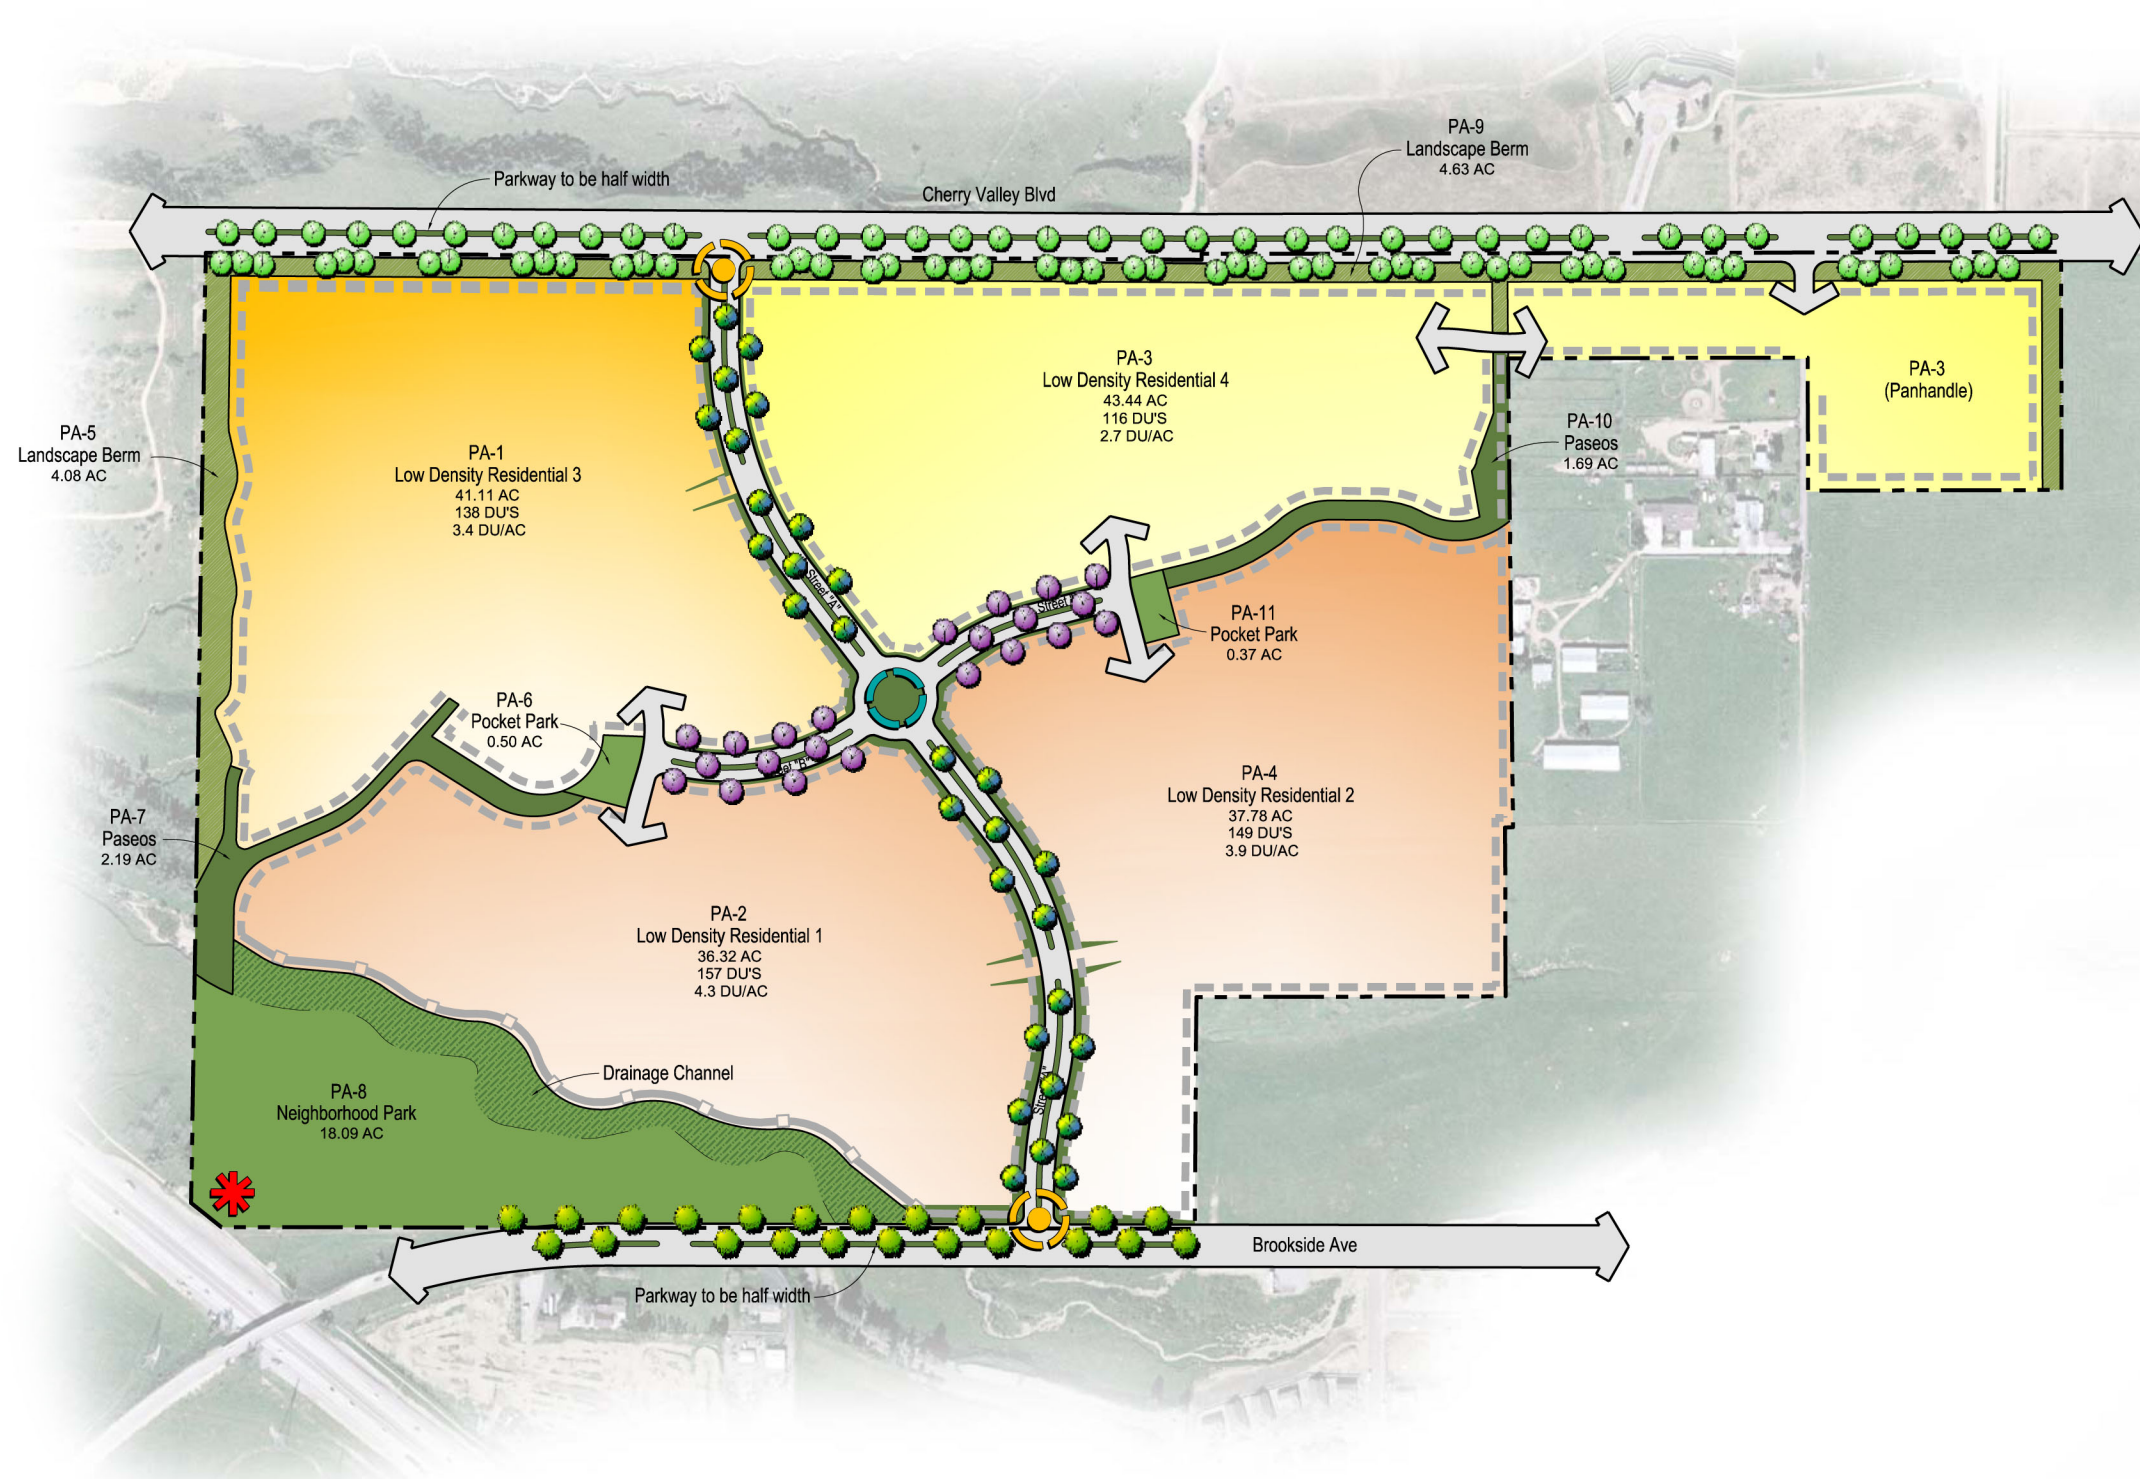 PA-9
Landscape Berm
4.63 AC
Parkway to be half width
Cherry Valley Blvd
PA-3
Low Density Residential 4
43.44 AC
116 DU'S
2.7 DU/AC
PA-3
(Panhandle)
PA-5
Landscape Berm
4.08 AC
PA-1
Low Density Residential 3
41.11 AC
138 DU'S
3.4 DU/AC
PA-10
Paseos
1.69 AC
Street "A"
Street
PA-11
Pocket Park
0.37 AC
PA-6
Pocket Park
0.50 AC
"B"
PA-4
Low Density Residential 2
37.78 AC
149 DU'S
3.9 DU/AC
PA-7
Paseos
2.19 AC
PA-2
Low Density Residential 1
36.32 AC
157 DU'S
4.3 DU/AC
Drainage Channel
PA-8
Neighborhood Park
18.09 AC
Street "A"
Brookside Ave
Parkway to be half width